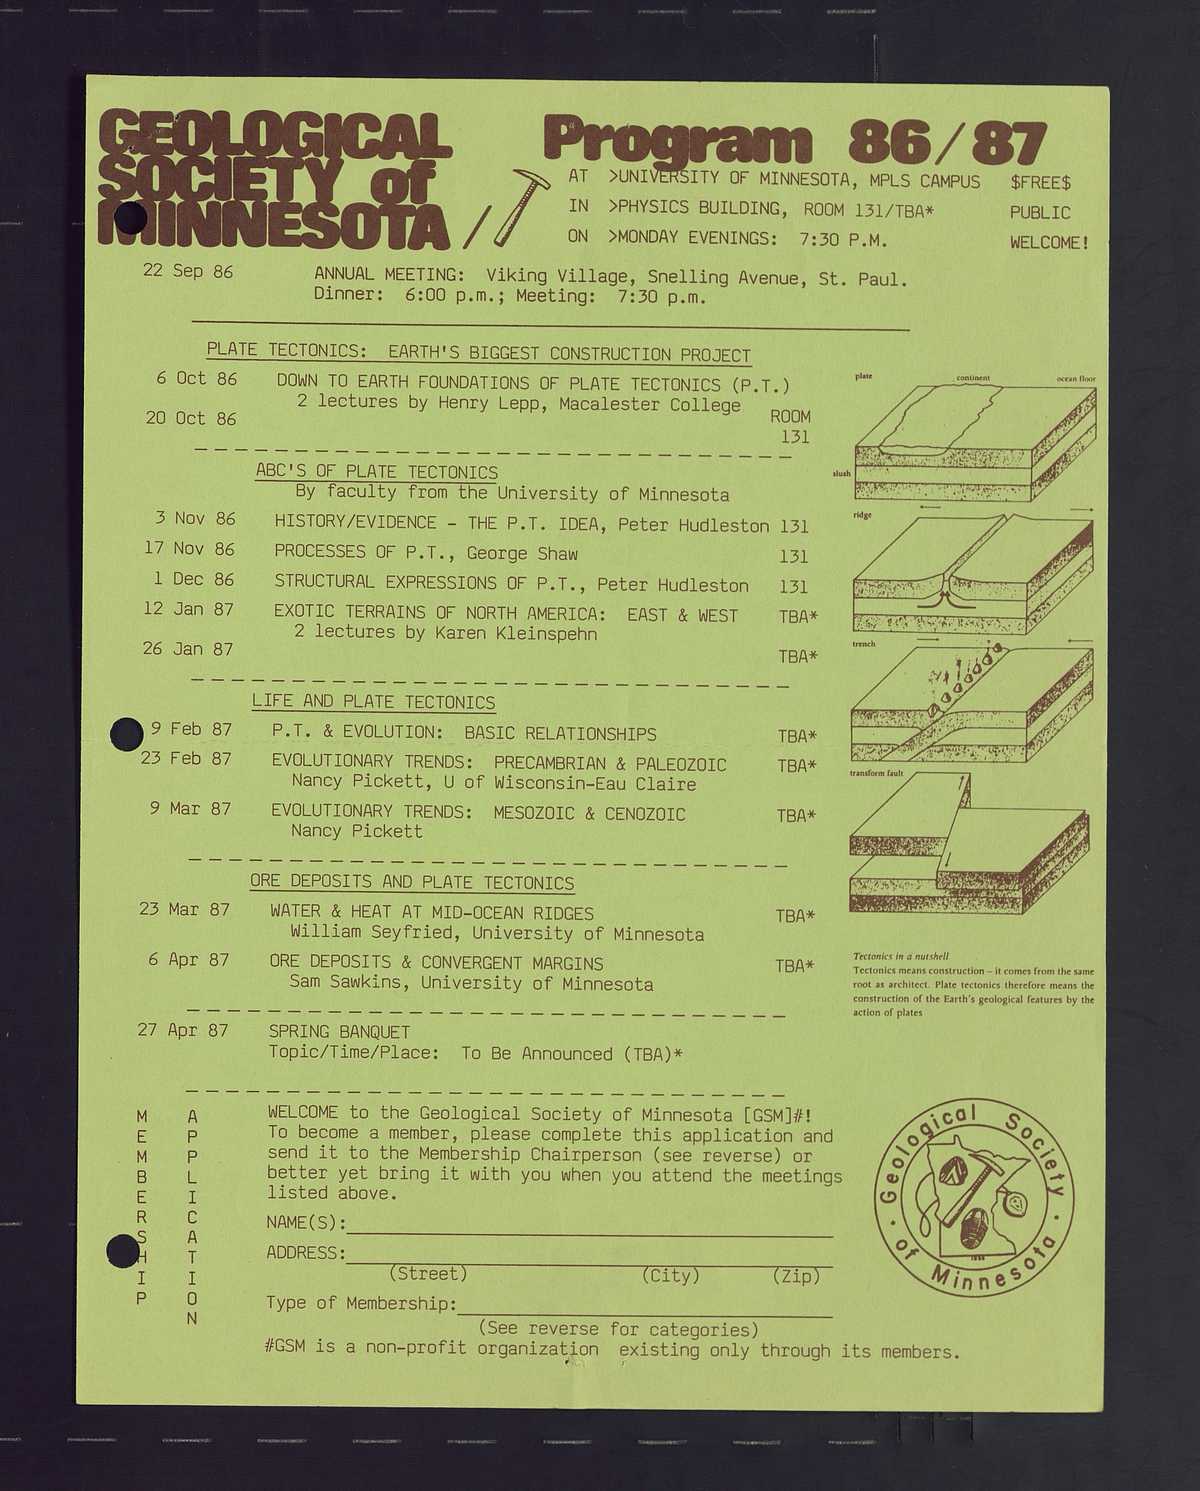 GEOLOGICAL
SOCIETY of
MINNESOTA /
Program 86/87
AT >UNIVERSITY OF MINNESOTA, MPLS CAMPUS $FREE$
IN >PHYSICS BUILDING, ROOM 131/TBA* PUBLIC
ON >MONDAY EVENINGS: 7:30 P.M. WELCOME!
22 Sep 86 ANNUAL MEETING: Viking Village, Snelling Avenue, St. Paul.
Dinner: 6:00 p.m.; Meeting: 7:30 p.m.
PLATE TECTONICS: EARTH'S BIGGEST CONSTRUCTION PROJECT
6 Oct 86 DOWN TO EARTH FOUNDATIONS OF PLATE TECTONICS (P.T.)
2 lectures by Henry Lepp, Macalester College
20 Oct 86 ROOM
131
ABC'S OF PLATE TECTONICS
By faculty from the University of Minnesota
3 Nov 86 HISTORY/EVIDENCE - THE P.T. IDEA, Peter Hudleston 131
17 Nov 86 PROCESSES OF P.T., George Shaw 131
1 Dec 86 STRUCTURAL EXPRESSIONS OF P.T., Peter Hudleston 131
12 Jan 87 EXOTIC TERRAINS OF NORTH AMERICA: EAST & WEST TBA*
2 lectures by Karen Kleinspehn
26 Jan 87 TBA*
LIFE AND PLATE TECTONICS
9 Feb 87 P.T. & EVOLUTION: BASIC RELATIONSHIPS TBA*
23 Feb 87 EVOLUTIONARY TRENDS: PRECAMBRIAN & PALEOZOIC TBA*
Nancy Pickett, U of Wisconsin-Eau Claire
9 Mar 87 EVOLUTIONARY TRENDS: MESOZOIC & CENOZOIC TBA*
Nancy Pickett
ORE DEPOSITS AND PLATE TECTONICS
23 Mar 87 WATER & HEAT AT MID-OCEAN RIDGES TBA*
William Seyfried, University of Minnesota
6 Apr 87 ORE DEPOSITS & CONVERGENT MARGINS TBA*
Sam Sawkins, University of Minnesota
27 Apr 87 SPRING BANQUET
Topic/Time/Place: To Be Announced (TBA)*
plate continent ocean floor
slush
ridge
trench
transform fault
Tectonics in a nutshell
Tectonics means construction – it comes from the same
root as architect. Plate tectonics therefore means the
construction of the Earth's geological features by the
action of plates
MEMBERSHIP
APPLICATION
WELCOME to the Geological Society of Minnesota [GSM]#!
To become a member, please complete this application and
send it to the Membership Chairperson (see reverse) or
better yet bring it with you when you attend the meetings
listed above.
NAME(S):
ADDRESS:
(Street) (City) (Zip)
Type of Membership:
(See reverse for categories)
#GSM is a non-profit organization existing only through its members.
Geological Society
· of Minnesota ·
1938